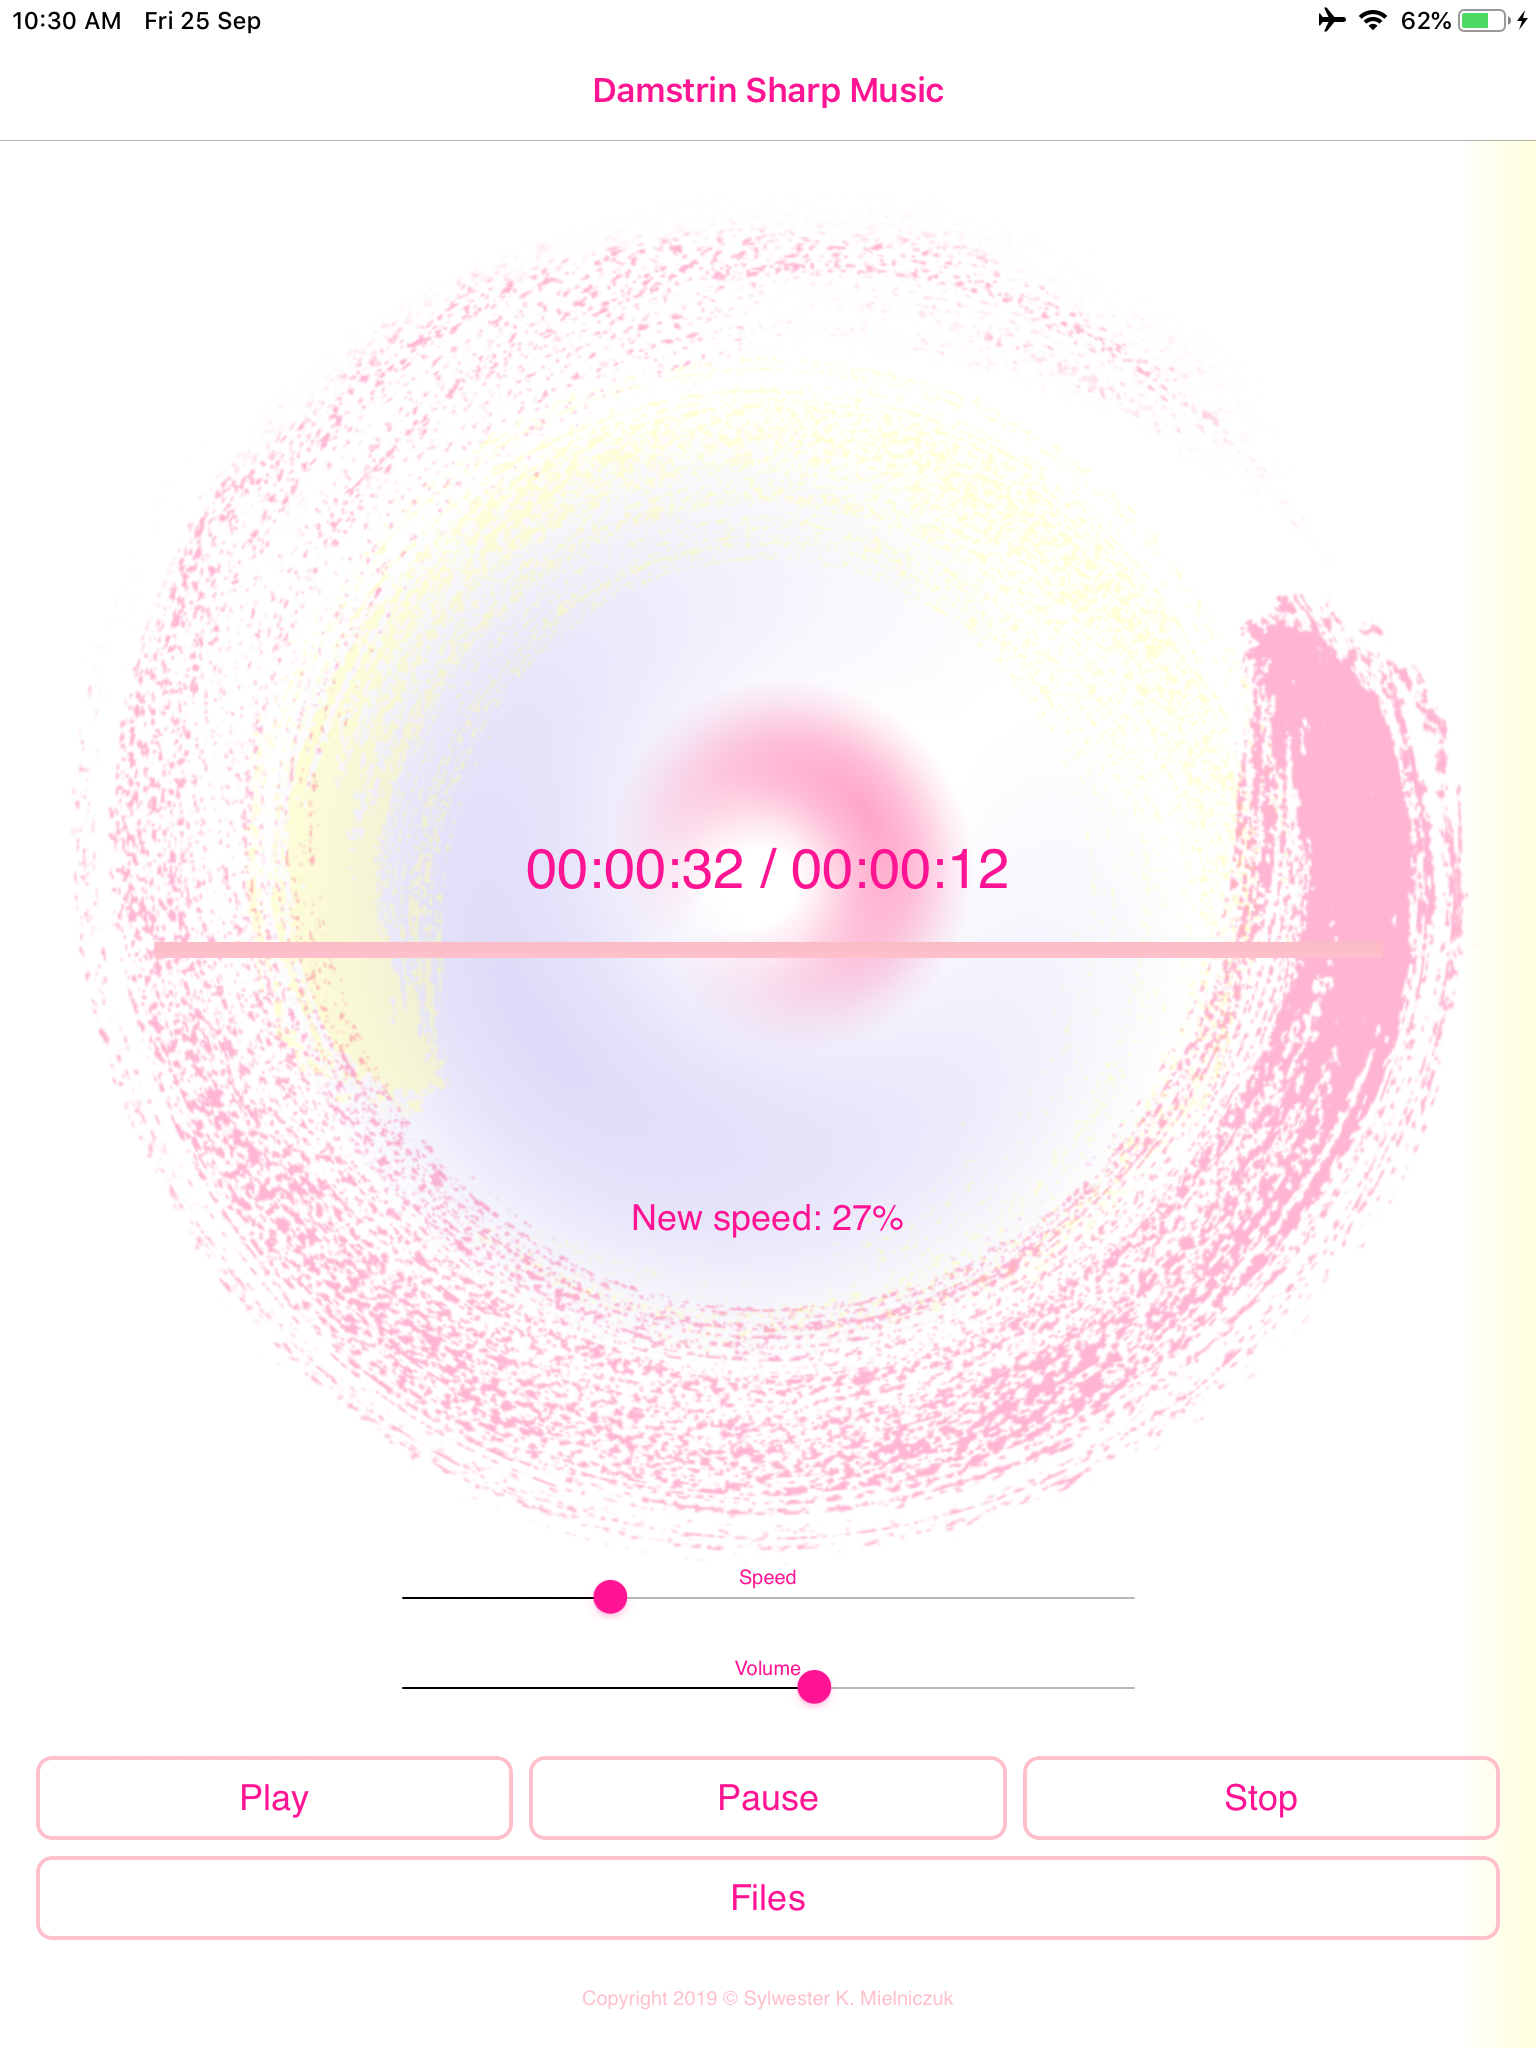 10:30 AM Fri 25 Sep 62%
Damstrin Sharp Music
00:00:32 / 00:00:12
New speed: 27%
Speed
Volume
Play Pause Stop
Files
Copyright 2019 © Sylwester K. Mielniczuk